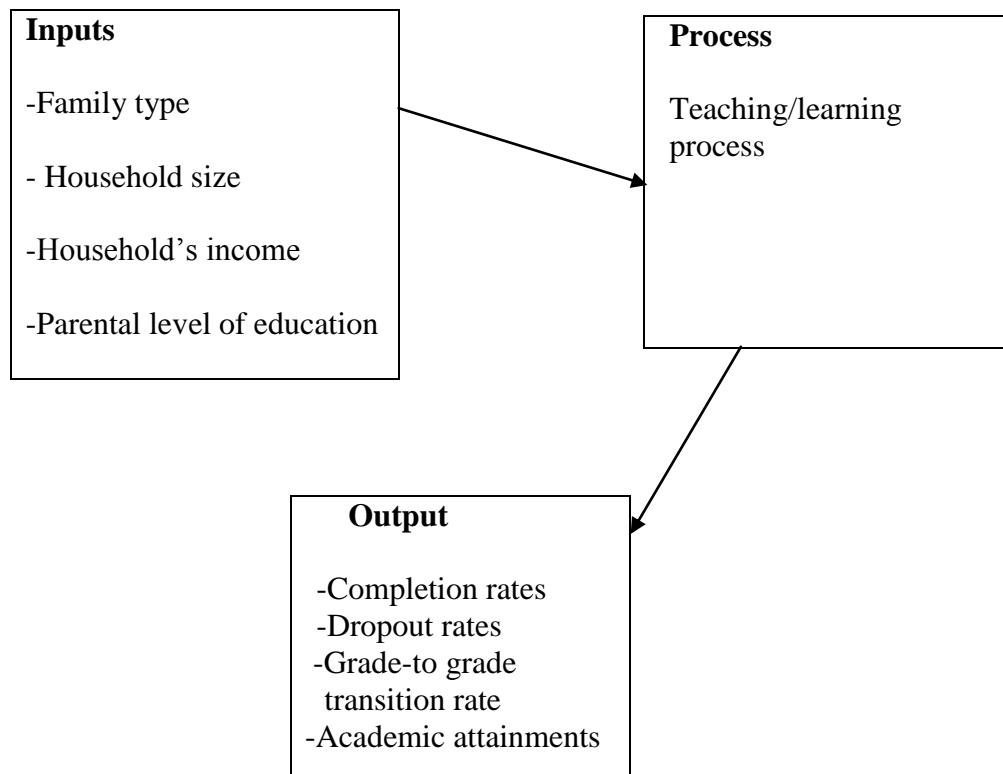 Inputs
-Family type
- Household size
-Household’s income
-Parental level of education
Process
Teaching/learning
process
Output
-Completion rates
-Dropout rates
-Grade-to grade
transition rate
-Academic attainments